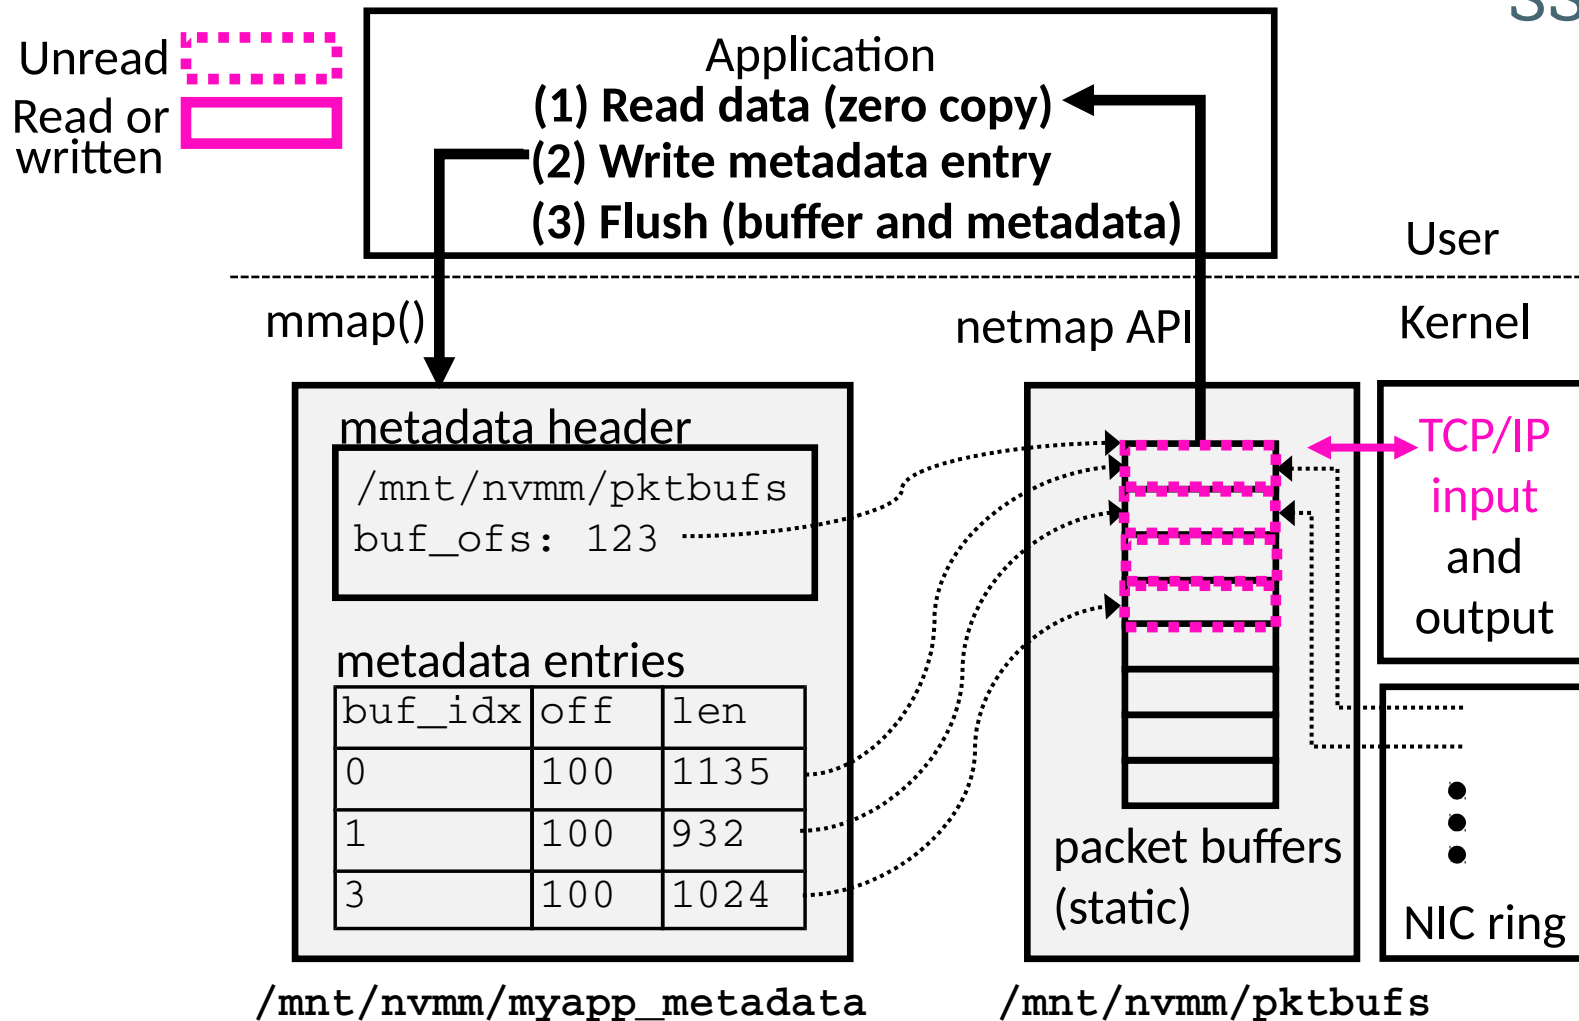 Unread
Read or
written
Application
(1) Read data (zero copy)
(2) Write metadata entry
(3) Flush (buffer and metadata)
User
Kernel
mmap()
netmap API
metadata header
/mnt/nvmm/pktbufs
buf_ofs: 123
metadata entries
buf_idx off len
0 100 1135
1 100 932
3 100 1024
/mnt/nvmm/myapp_metadata
packet buffers
(static)
/mnt/nvmm/pktbufs
TCP/IP
input
and
output
NIC ring